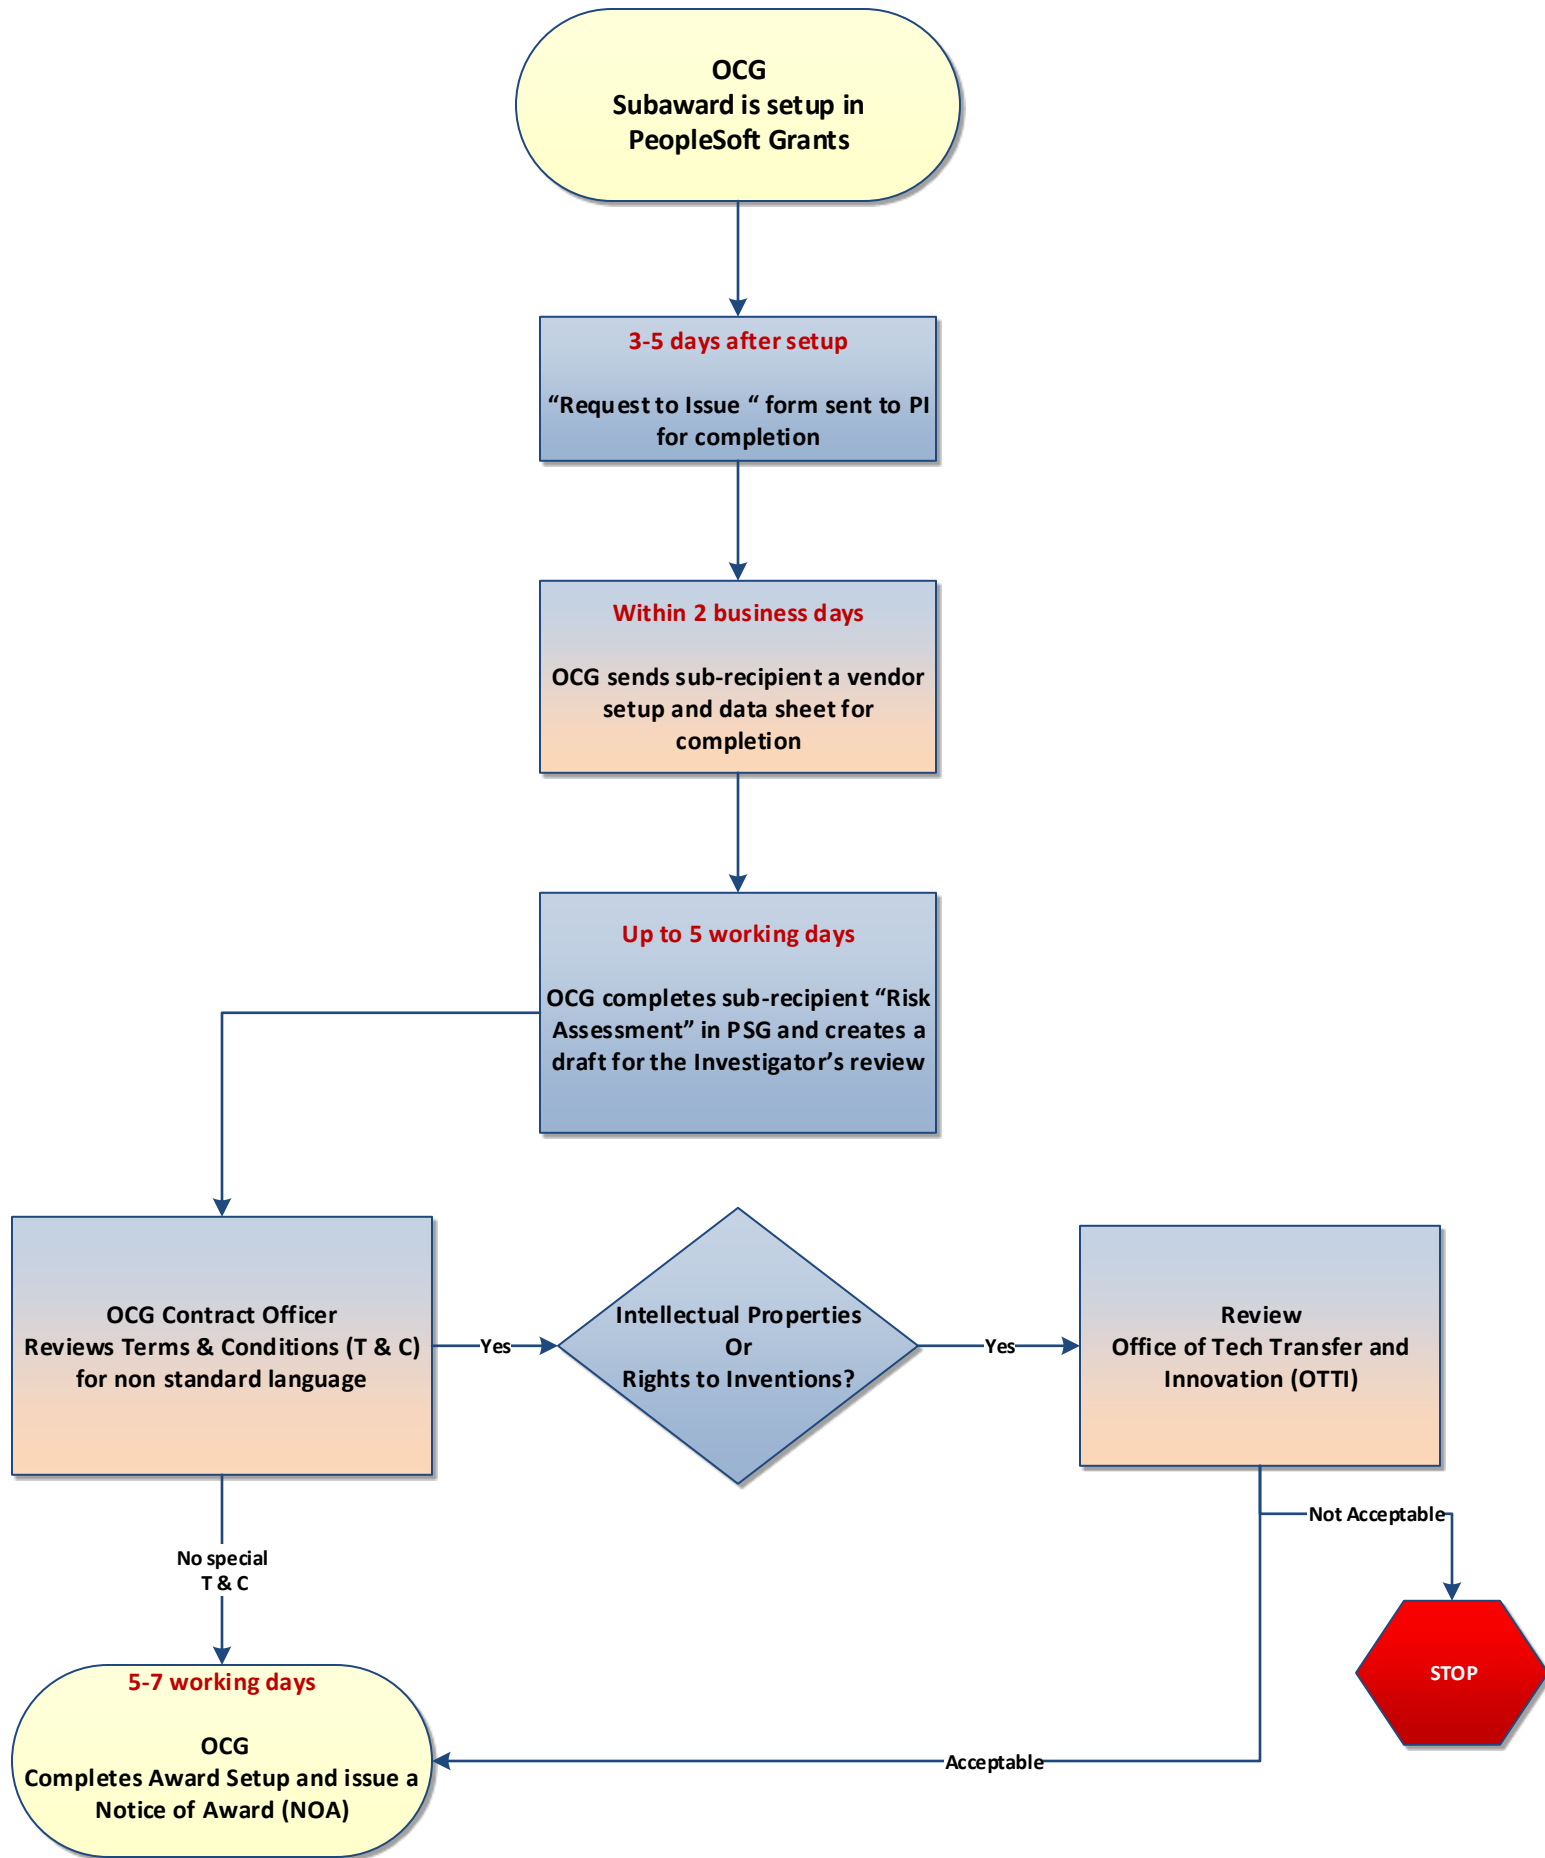 OCG
Subaward is setup in
PeopleSoft Grants
3-5 days after setup
“Request to Issue “ form sent to PI
for completion
Within 2 business days
OCG sends sub-recipient a vendor
setup and data sheet for
completion
Up to 5 working days
OCG completes sub-recipient “Risk
Assessment” in PSG and creates a
draft for the Investigator’s review
OCG Contract Officer
Reviews Terms & Conditions (T & C)
for non standard language
Yes
Intellectual Properties
Or
Rights to Inventions?
Yes
Review
Office of Tech Transfer and
Innovation (OTTI)
Not Acceptable
No special
T & C
STOP
5-7 working days
OCG
Completes Award Setup and issue a
Notice of Award (NOA)
Acceptable